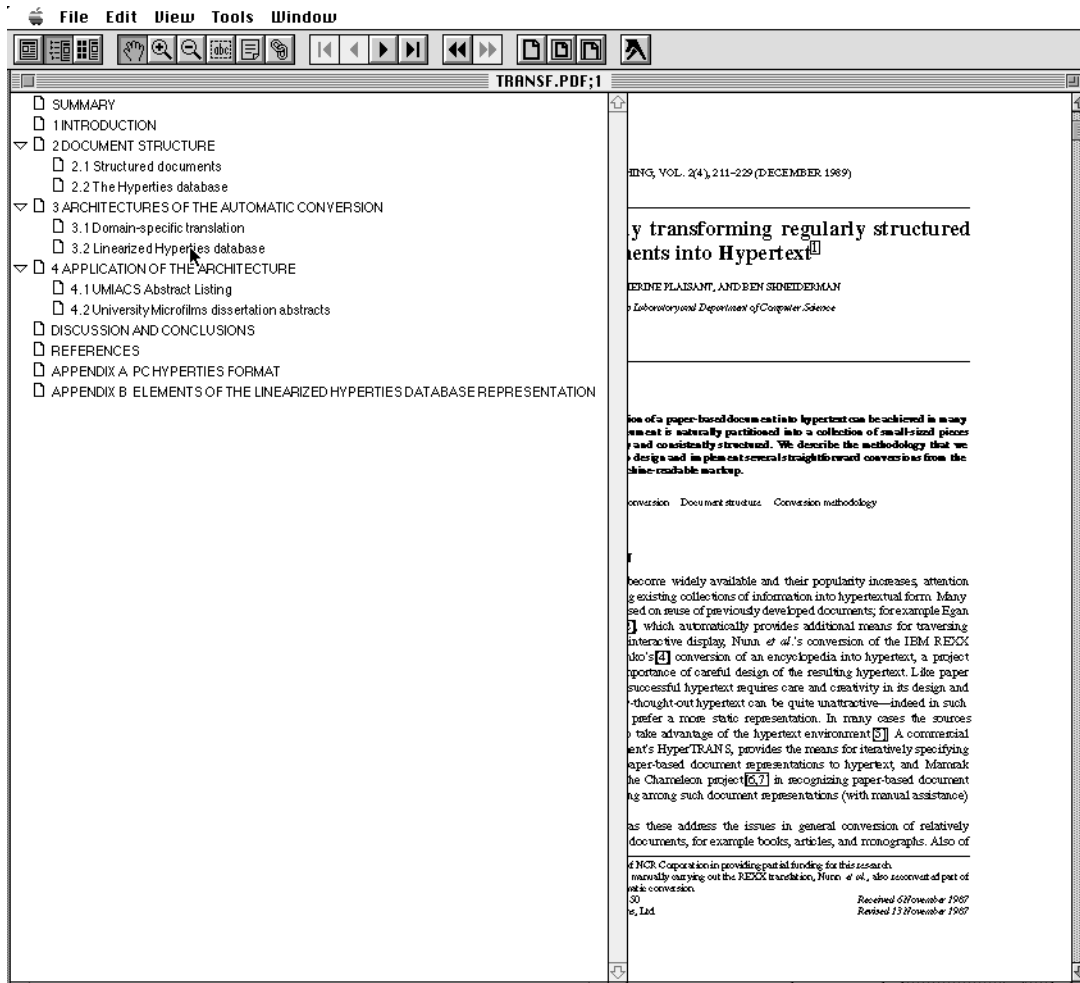 File Edit View Tools Window
abc
TRANSF.PDF;1
SUMMARY
1 INTRODUCTION
2 DOCUMENT STRUCTURE
2.1 Structured documents
2.2 The Hyperties database
3 ARCHITECTURES OF THE AUTOMATIC CONVERSION
3.1 Domain-specific translation
3.2 Linearized Hyperties database
4 APPLICATION OF THE ARCHITECTURE
4.1 UMIACS Abstract Listing
4.2 University Microfilms dissertation abstracts
DISCUSSION AND CONCLUSIONS
REFERENCES
APPENDIX A PC HYPERTIES FORMAT
APPENDIX B ELEMENTS OF THE LINEARIZED HYPERTIES DATABASE REPRESENTATION
HING, VOL. 2(4), 211–229 (DECEMBER 1989)
y transforming regularly structured
ents into Hypertext[1]
ERINE PLAISANT, AND BEN SHNEIDERMAN
Laboratory and Department of Computer Science
ion of a paper-based document into hypertext can be achieved in many
ument is naturally partitioned into a collection of small-sized pieces
and consistently structured. We describe the methodology that we
design and implement several straightforward conversions from the
chine-readable markup.
onversion Document structure Conversion methodology
become widely available and their popularity increases, attention
g existing collections of information into hypertextual form. Many
sed on reuse of previously developed documents; for example Egan
], which automatically provides additional means for traversing
interactive display, Nunn et al.'s conversion of the IBM REXX
ko's[4] conversion of an encyclopedia into hypertext, a project
portance of careful design of the resulting hypertext. Like paper
successful hypertext requires care and creativity in its design and
-thought-out hypertext can be quite unattractive—indeed in such
prefer a more static representation. In many cases the sources
take advantage of the hypertext environment[5]. A commercial
ent's HyperTRANS, provides the means for iteratively specifying
aper-based document representations to hypertext, and Mamrak
he Chameleon project[6,7] in recognizing paper-based document
ng among such document representations (with manual assistance)
as these address the issues in general conversion of relatively
documents, for example books, articles, and monographs. Also of
f NCR Corporation in providing partial funding for this research.
manually carrying out the REXX translation, Nunn et al., also reconverted part of
matic conversion.
50 Received 6 November 1987
s, Ltd Revised 13 November 1987